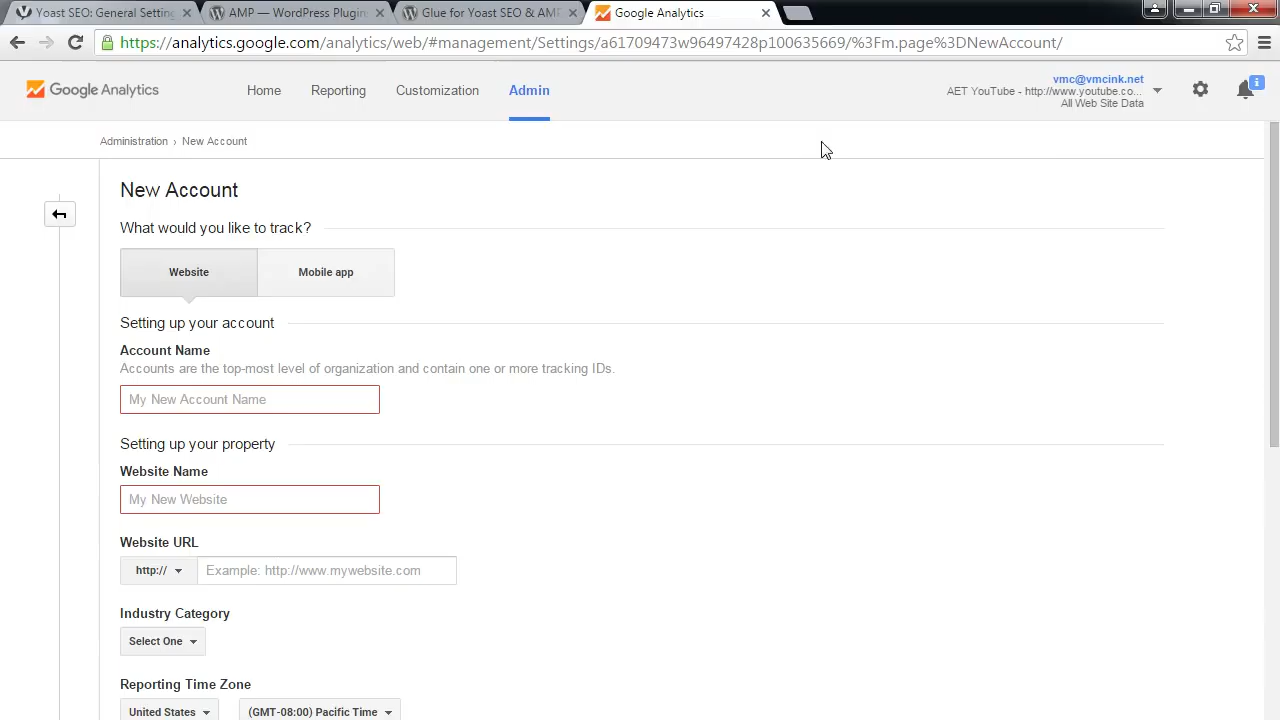 Yoast SEO: General Setting
AMP — WordPress Plugins
Glue for Yoast SEO & AMP
Google Analytics
https://analytics.google.com/analytics/web/#management/Settings/a61709473w96497428p100635669/%3Fm.page%3DNewAccount/
Google Analytics
Home
Reporting
Customization
Admin
vmc@vmcink.net
AET YouTube - http://www.youtube.co...
All Web Site Data
i
Administration › New Account
New Account
What would you like to track?
Website
Mobile app
Setting up your account
Account Name
Accounts are the top-most level of organization and contain one or more tracking IDs.
My New Account Name
Setting up your property
Website Name
My New Website
Website URL
http://
Example: http://www.mywebsite.com
Industry Category
Select One
Reporting Time Zone
United States
(GMT-08:00) Pacific Time